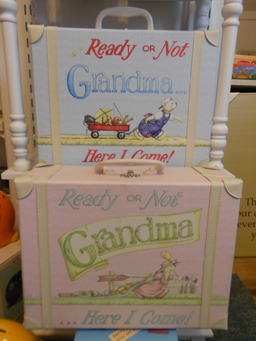 Ready or Not
Grandma...
Here I Come!
Ready or Not
Grandma
...Here I Come!